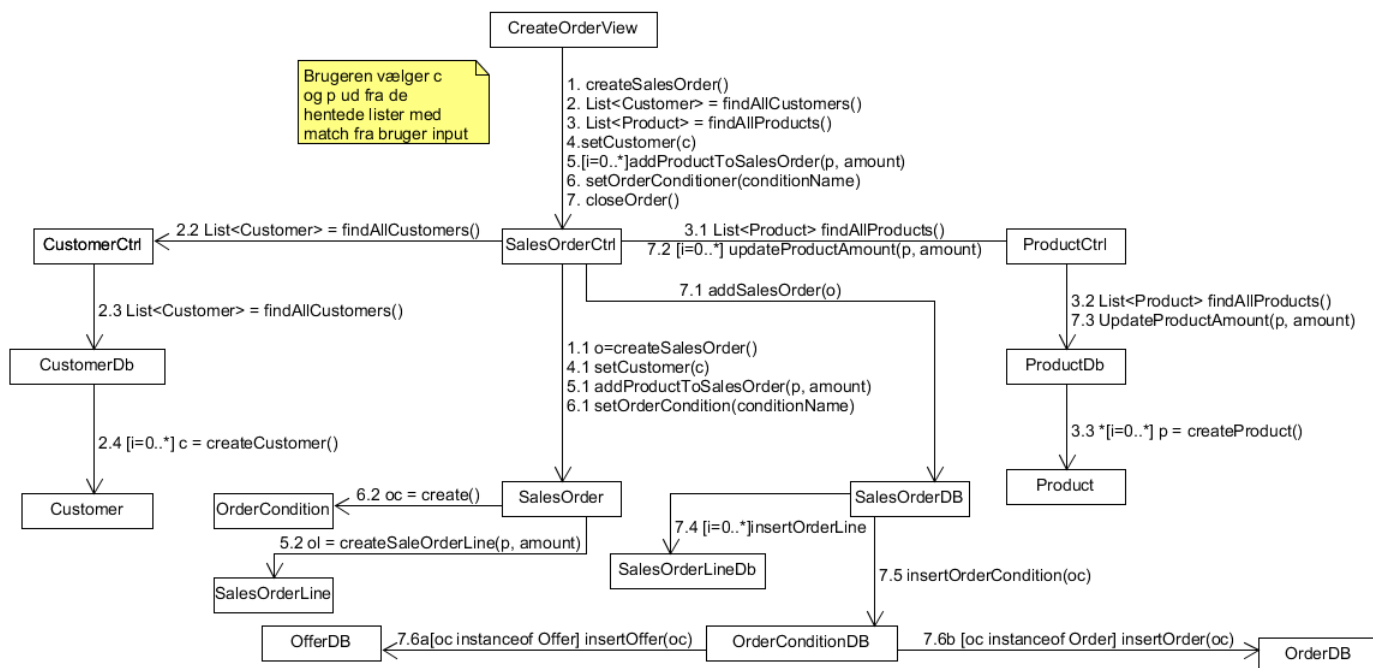 CreateOrderView
Brugeren vælger c
og p ud fra de
hentede lister med
match fra bruger input
1. createSalesOrder()
2. List<Customer> = findAllCustomers()
3. List<Product> = findAllProducts()
4.setCustomer(c)
5.[i=0..*]addProductToSalesOrder(p, amount)
6. setOrderConditioner(conditionName)
7. closeOrder()
CustomerCtrl
2.2 List<Customer> = findAllCustomers()
SalesOrderCtrl
3.1 List<Product> findAllProducts()
7.2 [i=0..*] updateProductAmount(p, amount)
ProductCtrl
2.3 List<Customer> = findAllCustomers()
7.1 addSalesOrder(o)
3.2 List<Product> findAllProducts()
7.3 UpdateProductAmount(p, amount)
CustomerDb
1.1 o=createSalesOrder()
4.1 setCustomer(c)
5.1 addProductToSalesOrder(p, amount)
6.1 setOrderCondition(conditionName)
ProductDb
2.4 [i=0..*] c = createCustomer()
3.3 *[i=0..*] p = createProduct()
Customer
OrderCondition
6.2 oc = create()
SalesOrder
SalesOrderDB
Product
5.2 ol = createSaleOrderLine(p, amount)
7.4 [i=0..*]insertOrderLine
SalesOrderLine
SalesOrderLineDb
7.5 insertOrderCondition(oc)
OfferDB
7.6a[oc instanceof Offer] insertOffer(oc)
OrderConditionDB
7.6b [oc instanceof Order] insertOrder(oc)
OrderDB